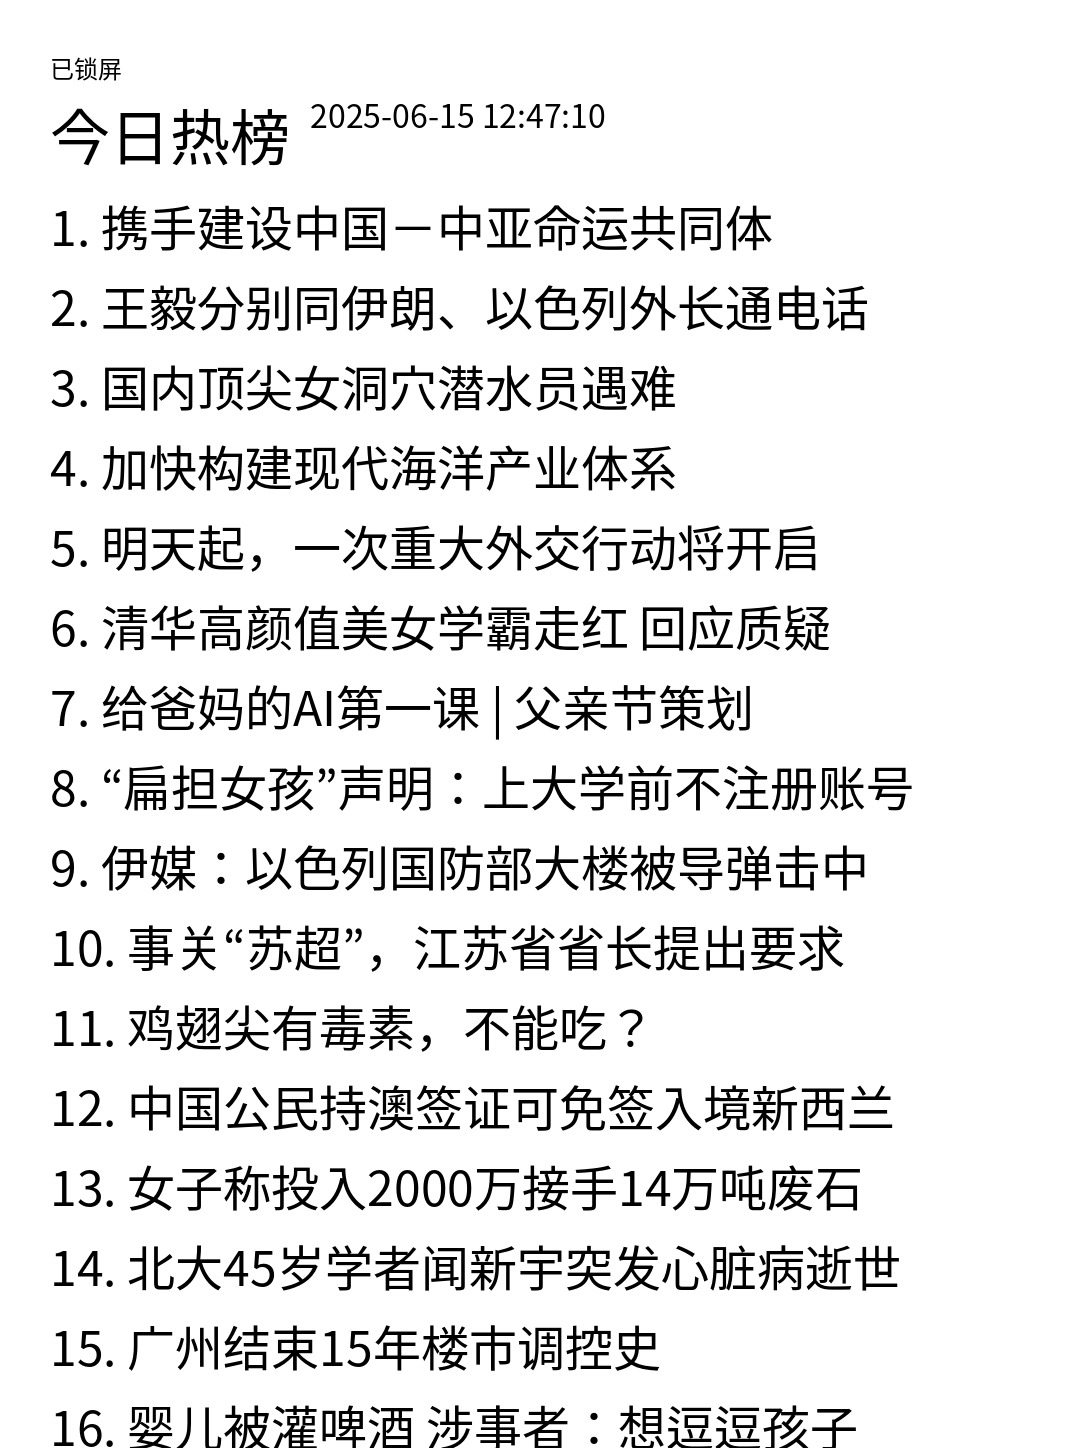 已锁屏
今日热榜 2025-06-15 12:47:10
1. 携手建设中国－中亚命运共同体
2. 王毅分别同伊朗、以色列外长通电话
3. 国内顶尖女洞穴潜水员遇难
4. 加快构建现代海洋产业体系
5. 明天起，一次重大外交行动将开启
6. 清华高颜值美女学霸走红 回应质疑
7. 给爸妈的AI第一课 | 父亲节策划
8. “扁担女孩”声明：上大学前不注册账号
9. 伊媒：以色列国防部大楼被导弹击中
10. 事关“苏超”，江苏省省长提出要求
11. 鸡翅尖有毒素，不能吃？
12. 中国公民持澳签证可免签入境新西兰
13. 女子称投入2000万接手14万吨废石
14. 北大45岁学者闻新宇突发心脏病逝世
15. 广州结束15年楼市调控史
16. 婴儿被灌啤酒 涉事者：想逗逗孩子